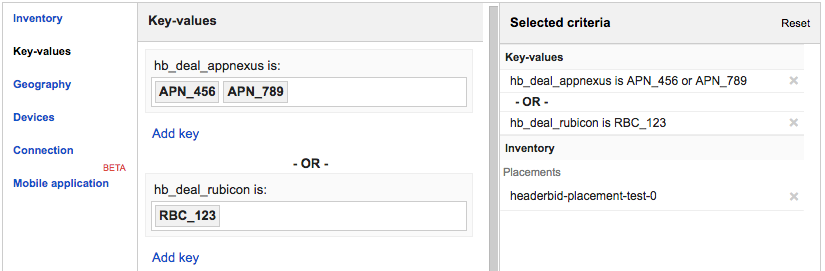 Inventory
Key-values
Geography
Devices
Connection
BETA
Mobile application
Key-values
hb_deal_appnexus is:
APN_456 APN_789
Add key
- OR -
hb_deal_rubicon is:
RBC_123
Add key
Selected criteria Reset
Key-values
hb_deal_appnexus is APN_456 or APN_789
- OR -
hb_deal_rubicon is RBC_123
Inventory
Placements
headerbid-placement-test-0